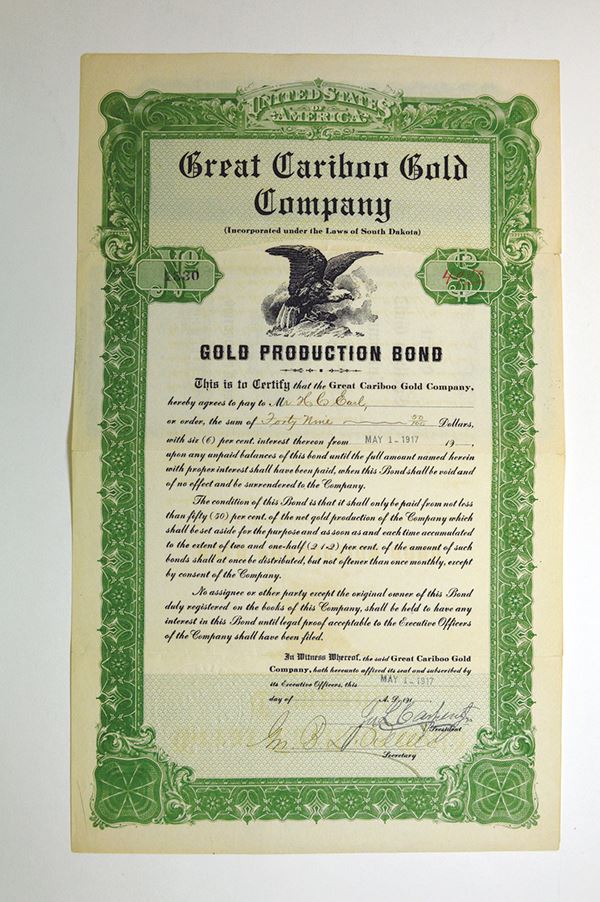 UNITED STATES
OF
AMERICA
Great Cariboo Gold
Company
(Incorporated under the Laws of South Dakota)
No
$
GOLD PRODUCTION BOND
This is to Certify that the Great Cariboo Gold Company,
hereby agrees to pay to Mr H C Earl,
or order, the sum of Forty Nine 50/100 Dollars,
with six (6) per cent. interest thereon from MAY 1-1917 19
upon any unpaid balances of this bond until the full amount named herein
with proper interest shall have been paid, when this Bond shall be void and
of no effect and be surrendered to the Company.
The condition of this Bond is that it shall only be paid from not less
than fifty (50) per cent. of the net gold production of the Company which
shall be set aside for the purpose and as soon as and each time accumulated
to the extent of two and one-half (2 1-2) per cent. of the amount of such
bonds shall at once be distributed, but not oftener than once monthly, except
by consent of the Company.
No assignee or other party except the original owner of this Bond
duly registered on the books of this Company, shall be held to have any
interest in this Bond until legal proof acceptable to the Executive Officers
of the Company shall have been filed.
In Witness Whereof, the said Great Cariboo Gold
Company, hath hereunto affixed its seal and subscribed by
its Executive Officers, this MAY 1-1917
day of A. D. 191
President
Secretary